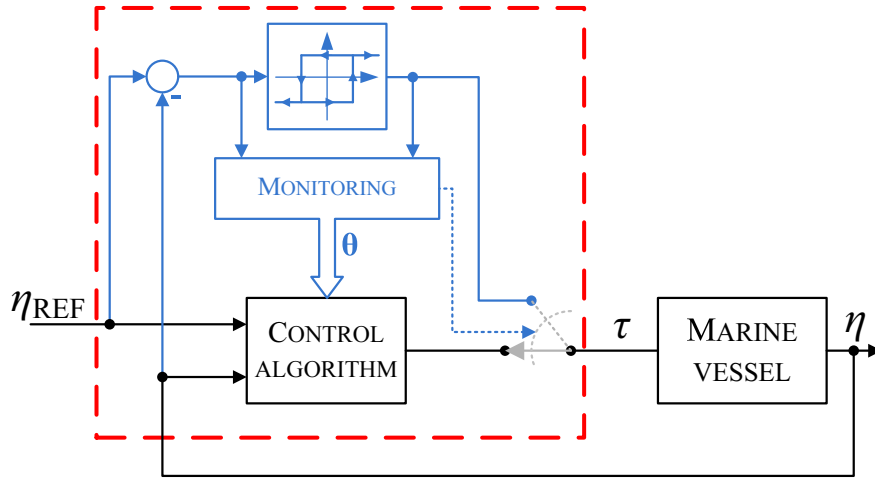 -
MONITORING
θ
η_REF
CONTROL
ALGORITHM
τ
MARINE
VESSEL
η